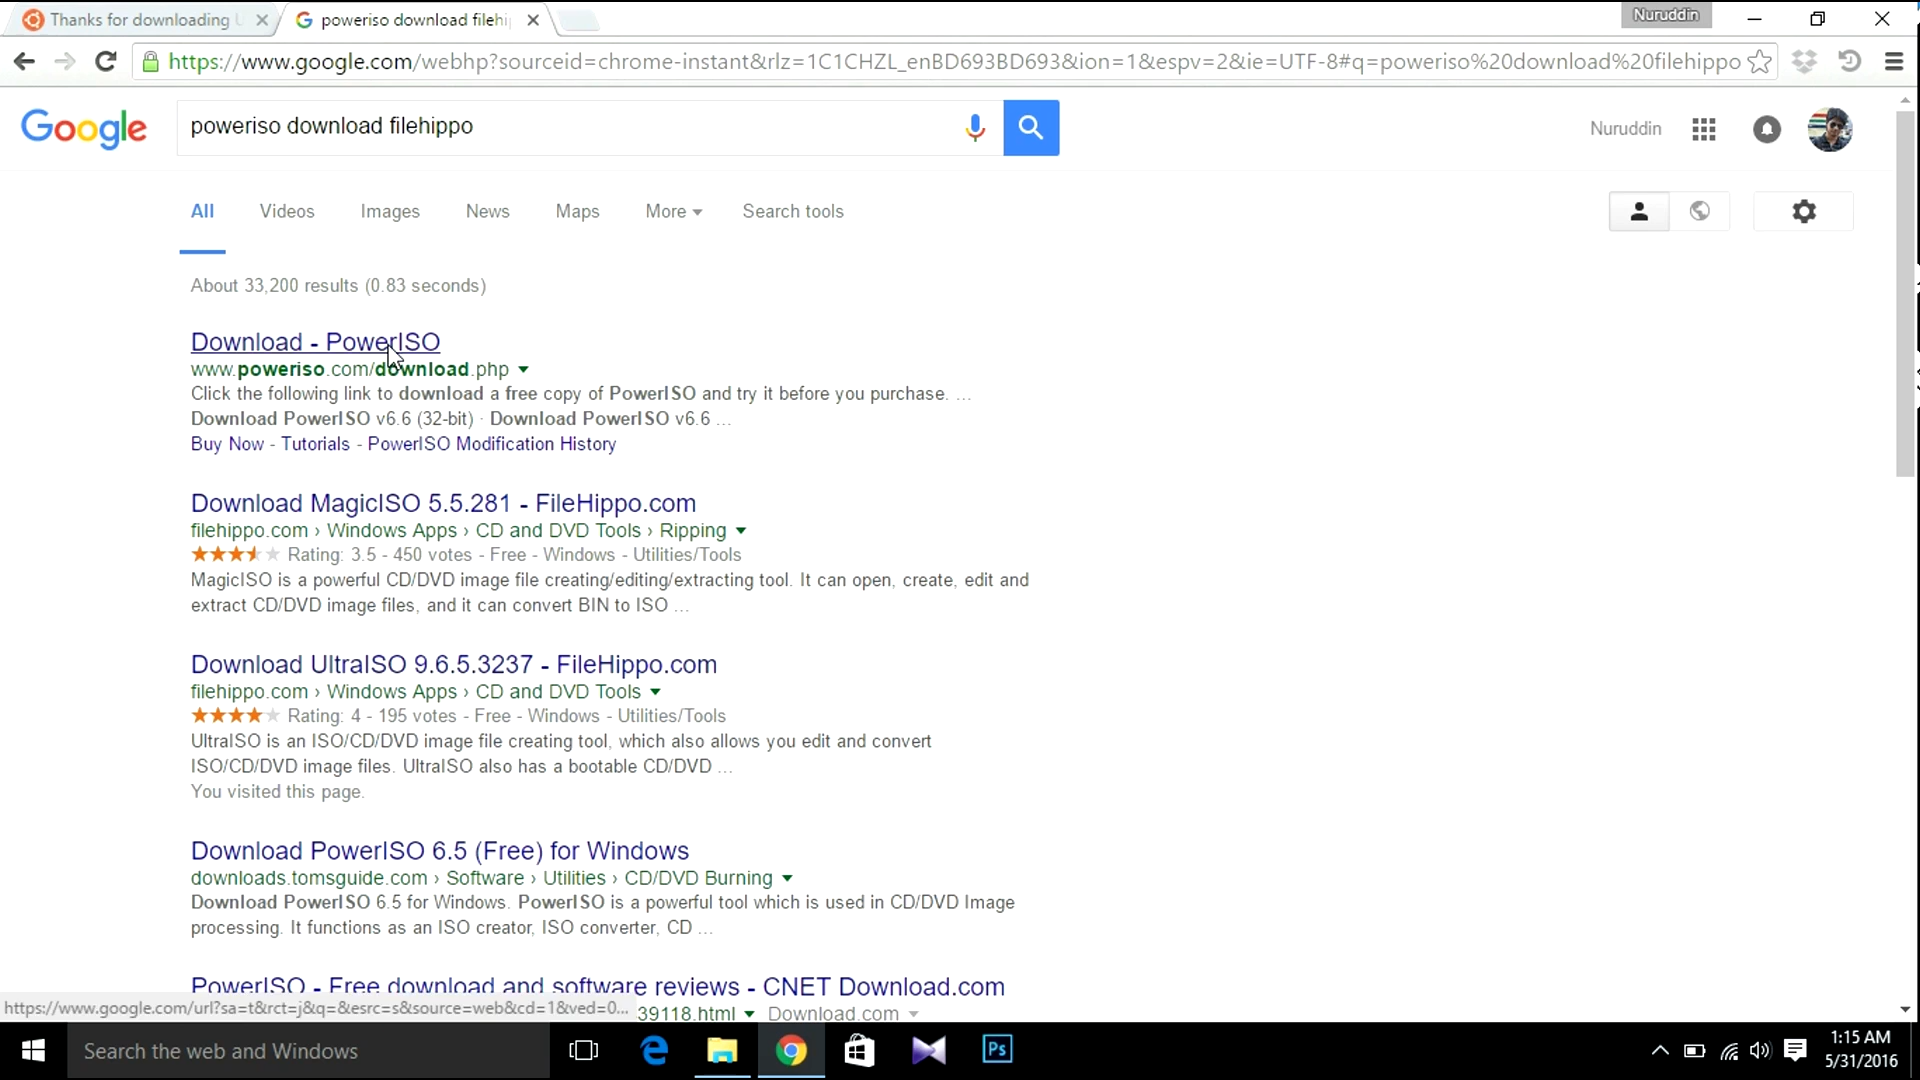 Thanks for downloading U
poweriso download filehi
Nuruddin
https://www.google.com/webhp?sourceid=chrome-instant&rlz=1C1CHZL_enBD693BD693&ion=1&espv=2&ie=UTF-8#q=poweriso%20download%20filehippo
Google
poweriso download filehippo
Nuruddin
All Videos Images News Maps More Search tools
About 33,200 results (0.83 seconds)
Download - PowerISO
www.poweriso.com/download.php
Click the following link to download a free copy of PowerISO and try it before you purchase. ...
Download PowerISO v6.6 (32-bit) · Download PowerISO v6.6 ...
Buy Now - Tutorials - PowerISO Modification History
Download MagicISO 5.5.281 - FileHippo.com
filehippo.com › Windows Apps › CD and DVD Tools › Ripping
Rating: 3.5 - 450 votes - Free - Windows - Utilities/Tools
MagicISO is a powerful CD/DVD image file creating/editing/extracting tool. It can open, create, edit and
extract CD/DVD image files, and it can convert BIN to ISO ...
Download UltraISO 9.6.5.3237 - FileHippo.com
filehippo.com › Windows Apps › CD and DVD Tools
Rating: 4 - 195 votes - Free - Windows - Utilities/Tools
UltraISO is an ISO/CD/DVD image file creating tool, which also allows you edit and convert
ISO/CD/DVD image files. UltraISO also has a bootable CD/DVD ...
You visited this page.
Download PowerISO 6.5 (Free) for Windows
downloads.tomsguide.com › Software › Utilities › CD/DVD Burning
Download PowerISO 6.5 for Windows. PowerISO is a powerful tool which is used in CD/DVD Image
processing. It functions as an ISO creator, ISO converter, CD ...
PowerISO - Free download and software reviews - CNET Download.com
https://www.google.com/url?sa=t&rct=j&q=&esrc=s&source=web&cd=1&ved=0...
39118.html Download.com
Search the web and Windows
Ps
1:15 AM
5/31/2016